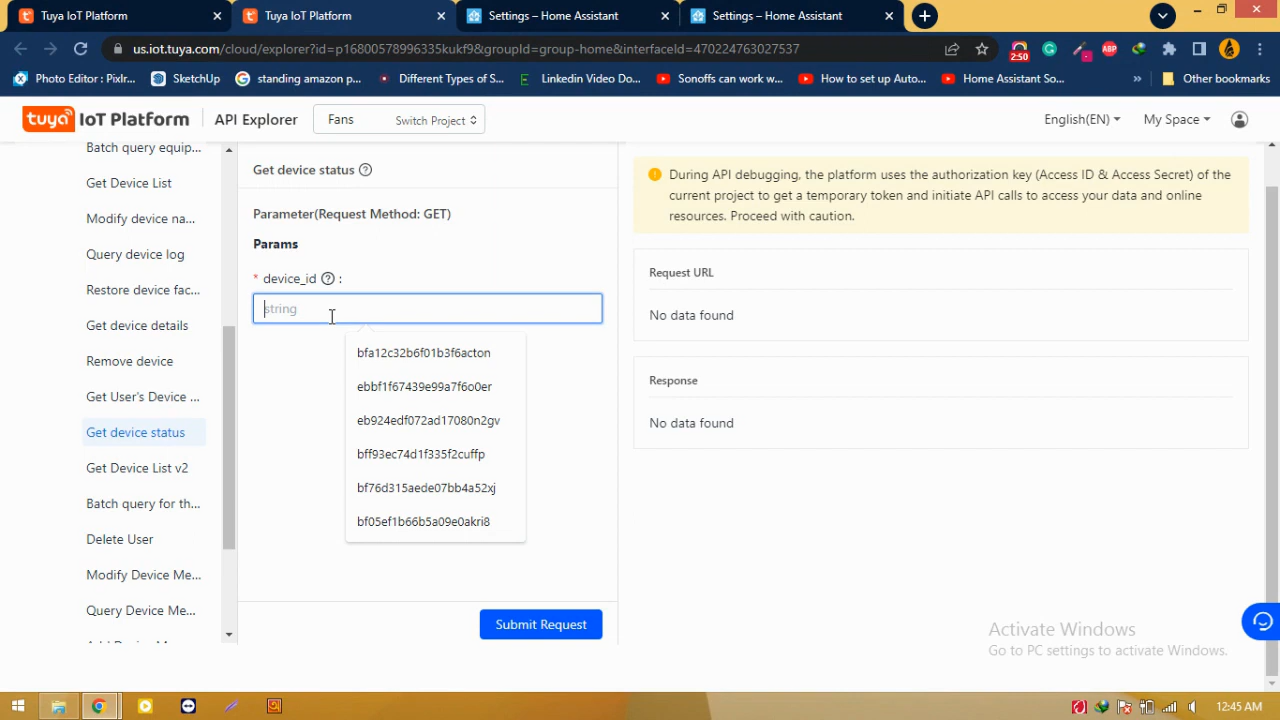 Tuya IoT Platform
Tuya IoT Platform
Settings – Home Assistant
Settings – Home Assistant
us.iot.tuya.com/cloud/explorer?id=p16800578996335kukf9&groupId=group-home&interfaceId=470224763027537
2:50
ABP
Photo Editor : Pixlr...
SketchUp
standing amazon p...
Different Types of S...
Linkedin Video Do...
Sonoffs can work w...
How to set up Auto...
Home Assistant So...
»
Other bookmarks
tuya IoT Platform
API Explorer
Fans
Switch Project
English(EN)
My Space
Batch query equip...
Get Device List
Modify device na...
Query device log
Restore device fac...
Get device details
Remove device
Get User's Device ...
Get device status
Get Device List v2
Batch query for th...
Delete User
Modify Device Me...
Query Device Me...
Get device status
Parameter(Request Method: GET)
Params
* device_id :
string
bfa12c32b6f01b3f6acton
ebbf1f67439e99a7f6o0er
eb924edf072ad17080n2gv
bff93ec74d1f335f2cuffp
bf76d315aede07bb4a52xj
bf05ef1b66b5a09e0akri8
Submit Request
During API debugging, the platform uses the authorization key (Access ID & Access Secret) of the
current project to get a temporary token and initiate API calls to access your data and online
resources. Proceed with caution.
Request URL
No data found
Response
No data found
Activate Windows
Go to PC settings to activate Windows.
12:45 AM